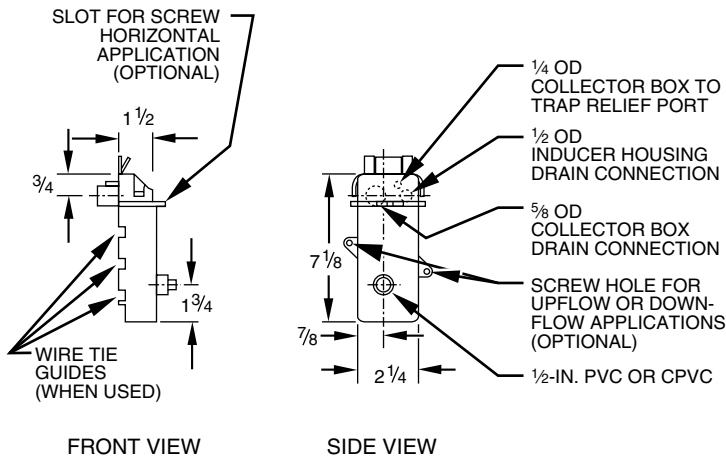 SLOT FOR SCREW
HORIZONTAL
APPLICATION
(OPTIONAL)
1 1/2
3/4
1 3/4
WIRE TIE
GUIDES
(WHEN USED)
FRONT VIEW
1/4 OD
COLLECTOR BOX TO
TRAP RELIEF PORT
1/2 OD
INDUCER HOUSING
DRAIN CONNECTION
5/8 OD
COLLECTOR BOX
DRAIN CONNECTION
SCREW HOLE FOR
UPFLOW OR DOWN-
FLOW APPLICATIONS
(OPTIONAL)
1/2-IN. PVC OR CPVC
7 1/8
7/8
2 1/4
SIDE VIEW